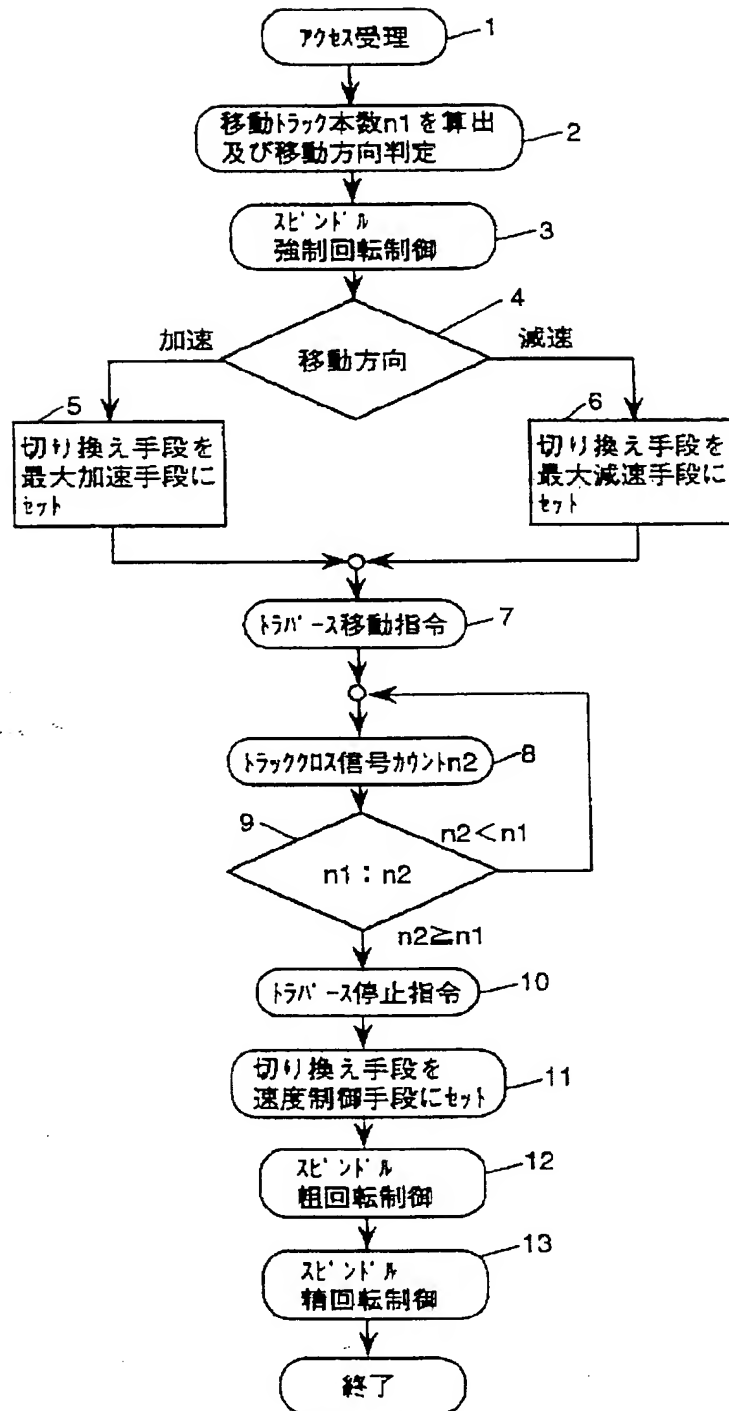 アクセス受理
1
移動トラック本数n1を算出
及び移動方向判定
2
スピンドル
強制回転制御
3
4
加速
移動方向
減速
5
切り換え手段を
最大加速手段に
セット
6
切り換え手段を
最大減速手段に
セット
トラバース移動指令
7
トラッククロス信号カウントn2
8
9
n2<n1
n1:n2
n2≧n1
トラバース停止指令
10
切り換え手段を
速度制御手段にセット
11
スピンドル
粗回転制御
12
スピンドル
精回転制御
13
終了